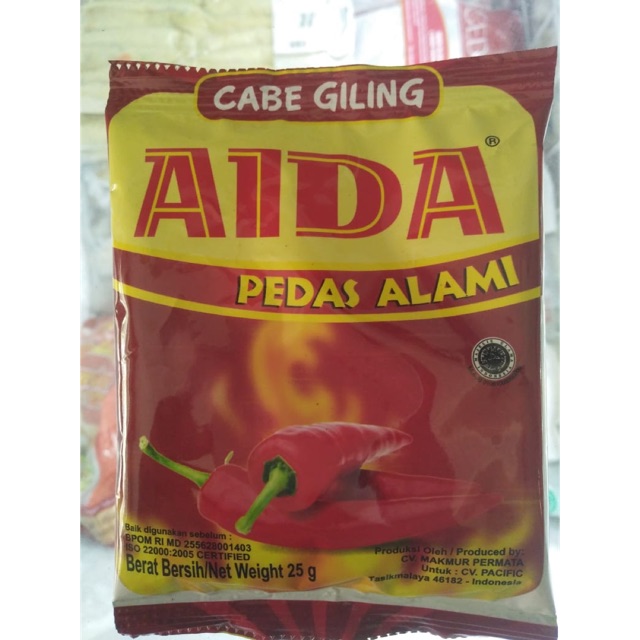 CABE GILING
AIDA®
PEDAS ALAMI
Baik digunakan sebelum :
BPOM RI MD 255628001403
ISO 22000:2005 CERTIFIED
Berat Bersih/Net Weight 25 g
Produksi Oleh / Produced by:
CV. MAKMUR PERMATA
Untuk : CV. PACIFIC
Tasikmalaya 46182 - Indonesia